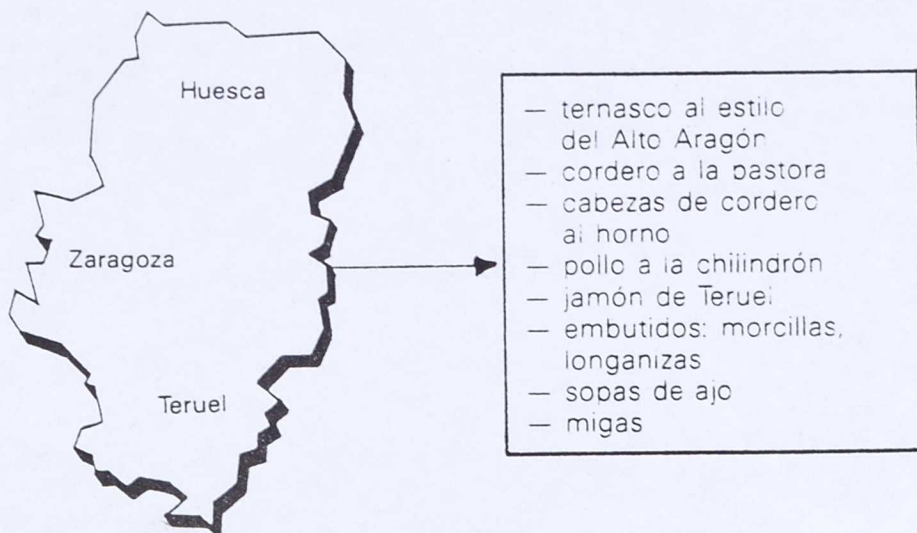 Huesca
Zaragoza
Teruel
— ternasco al estilo
del Alto Aragón
— cordero a la pastora
— cabezas de cordero
al horno
— pollo a la chilindrón
— jamón de Teruel
— embutidos: morcillas,
longanizas
— sopas de ajo
— migas